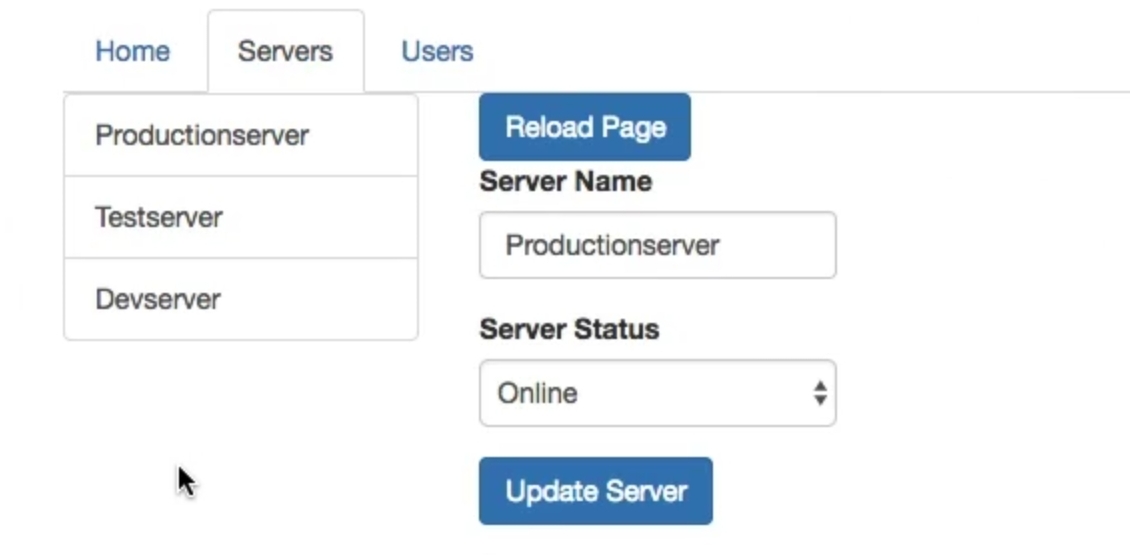 Home Servers Users
Productionserver
Testserver
Devserver
Reload Page
Server Name
Productionserver
Server Status
Online
Update Server